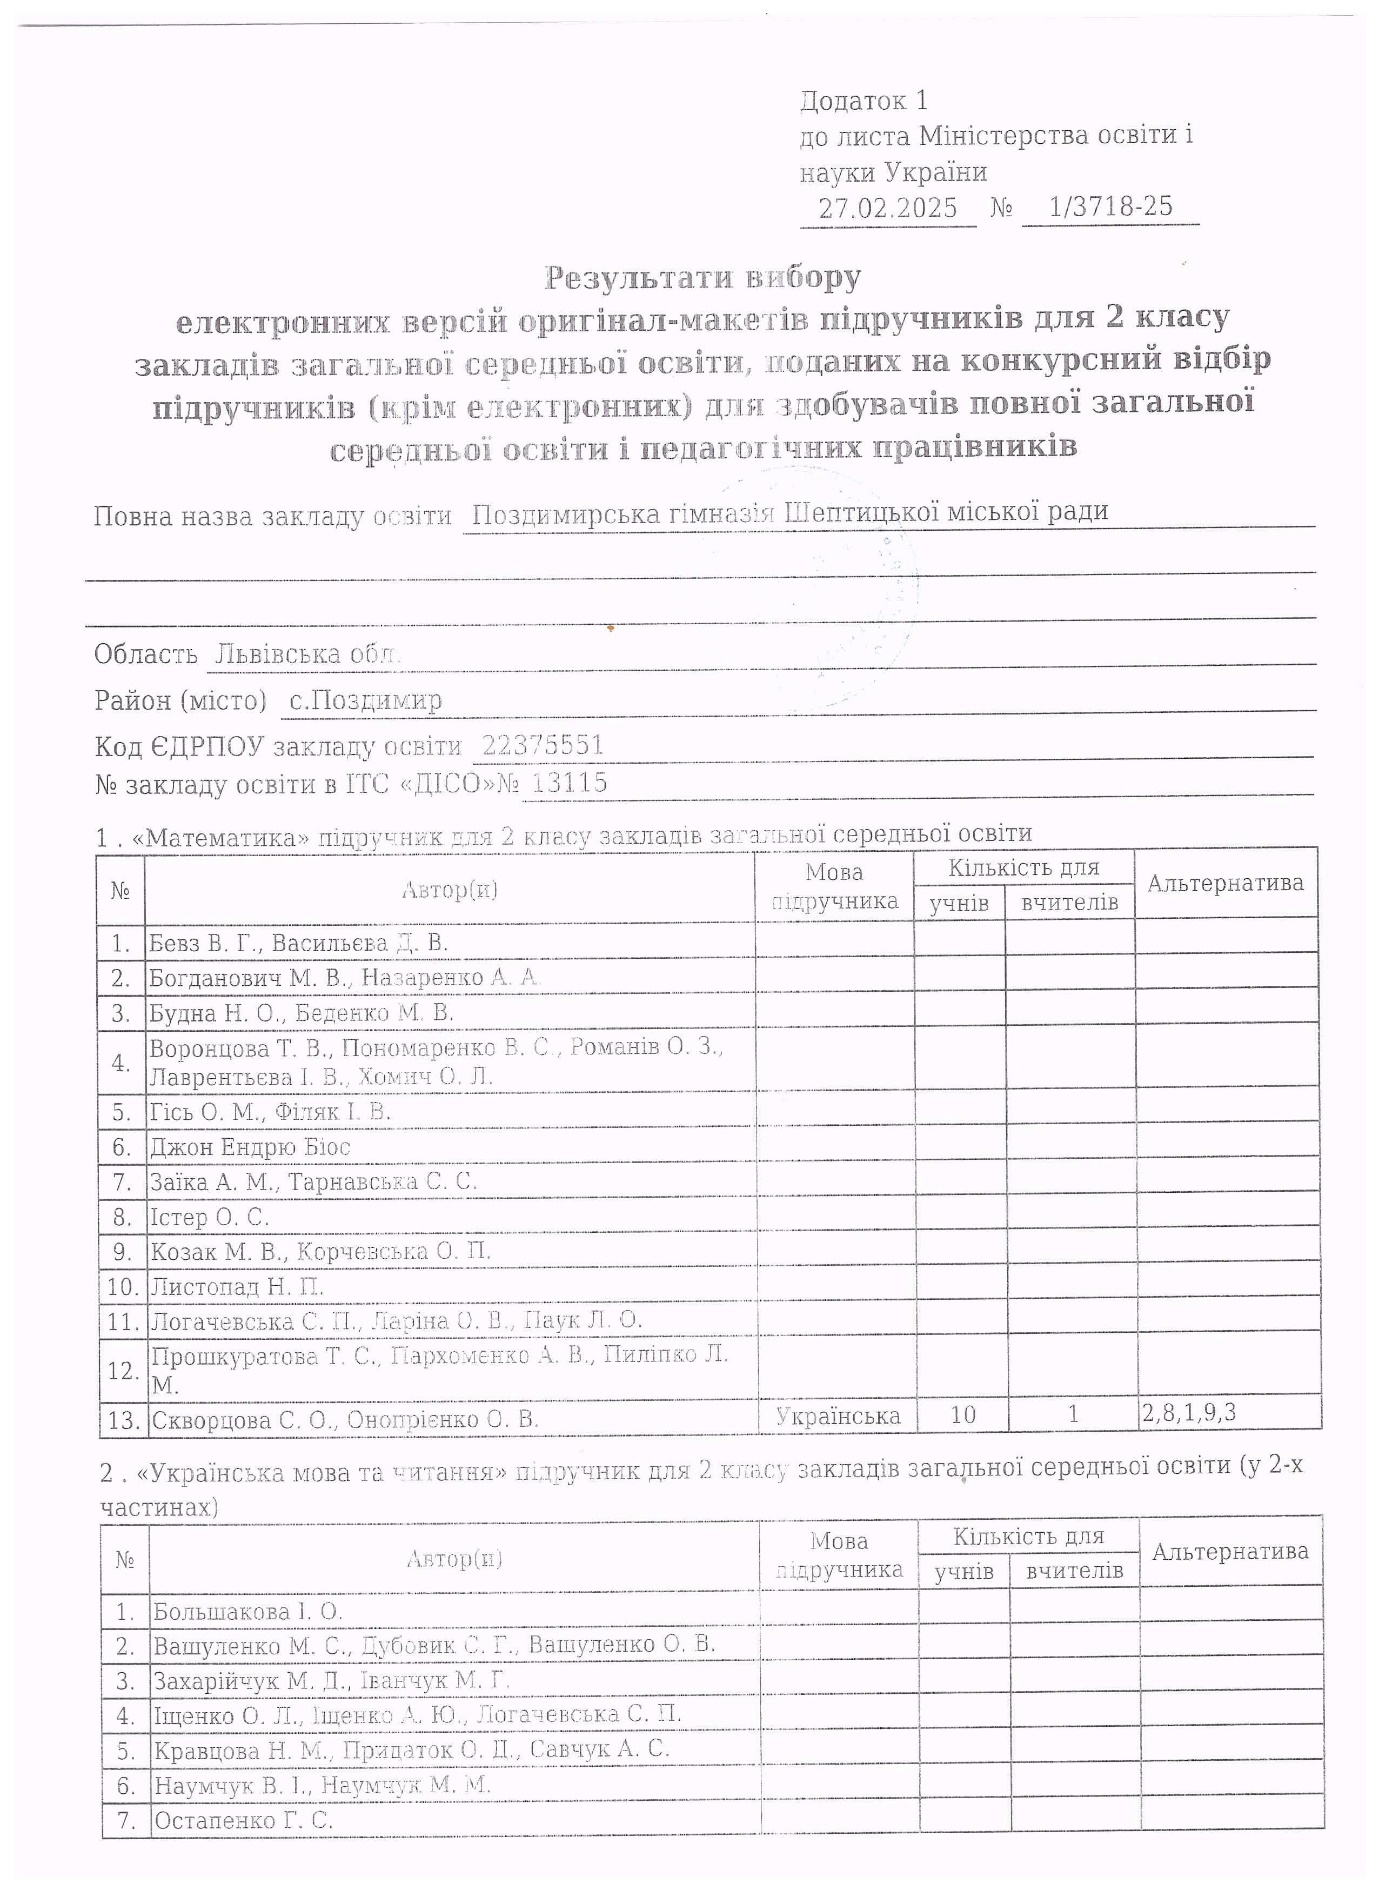 Додаток 1
до листа Міністерства освіти і
науки України
27.02.2025 № 1/3718-25
Результати вибору
електронних версій оригінал-макетів підручників для 2 класу
закладів загальної середньої освіти, поданих на конкурсний відбір
підручників (крім електронних) для здобувачів повної загальної
середньої освіти і педагогічних працівників
Повна назва закладу освіти Поздимирська гімназія Шептицької міської ради
Область Львівська обл.
Район (місто) с.Поздимир
Код ЄДРПОУ закладу освіти 22375551
№ закладу освіти в ІТС «ДІСО»№ 13115
1 . «Математика» підручник для 2 класу закладів загальної середньої освіти
№ Автор(и) Мова підручника Кількість для учнів вчителів Альтернатива
1. Бевз В. Г., Васильєва Д. В.
2. Богданович М. В., Назаренко А. А.
3. Будна Н. О., Беденко М. В.
4. Воронцова Т. В., Пономаренко В. С., Романів О. З.,
Лаврентьєва І. В., Хомич О. Л.
5. Гісь О. М., Філяк І. В.
6. Джон Ендрю Біос
7. Заїка А. М., Тарнавська С. С.
8. Істер О. С.
9. Козак М. В., Корчевська О. П.
10. Листопад Н. П.
11. Логачевська С. П., Ларіна О. В., Паук Л. О.
12. Прошкуратова Т. С., Пархоменко А. В., Пиліпко Л.
М.
13. Скворцова С. О., Онопрієнко О. В. Українська 10 1 2,8,1,9,3
2 . «Українська мова та читання» підручник для 2 класу закладів загальної середньої освіти (у 2-х
частинах)
№ Автор(и) Мова підручника Кількість для учнів вчителів Альтернатива
1. Большакова І. О.
2. Вашуленко М. С., Дубовик С. Г., Вашуленко О. В.
3. Захарійчук М. Д., Іванчук М. Г.
4. Іщенко О. Л., Іщенко А. Ю., Логачевська С. П.
5. Кравцова Н. М., Придаток О. Д., Савчук А. С.
6. Наумчук В. І., Наумчук М. М.
7. Остапенко Г. С.